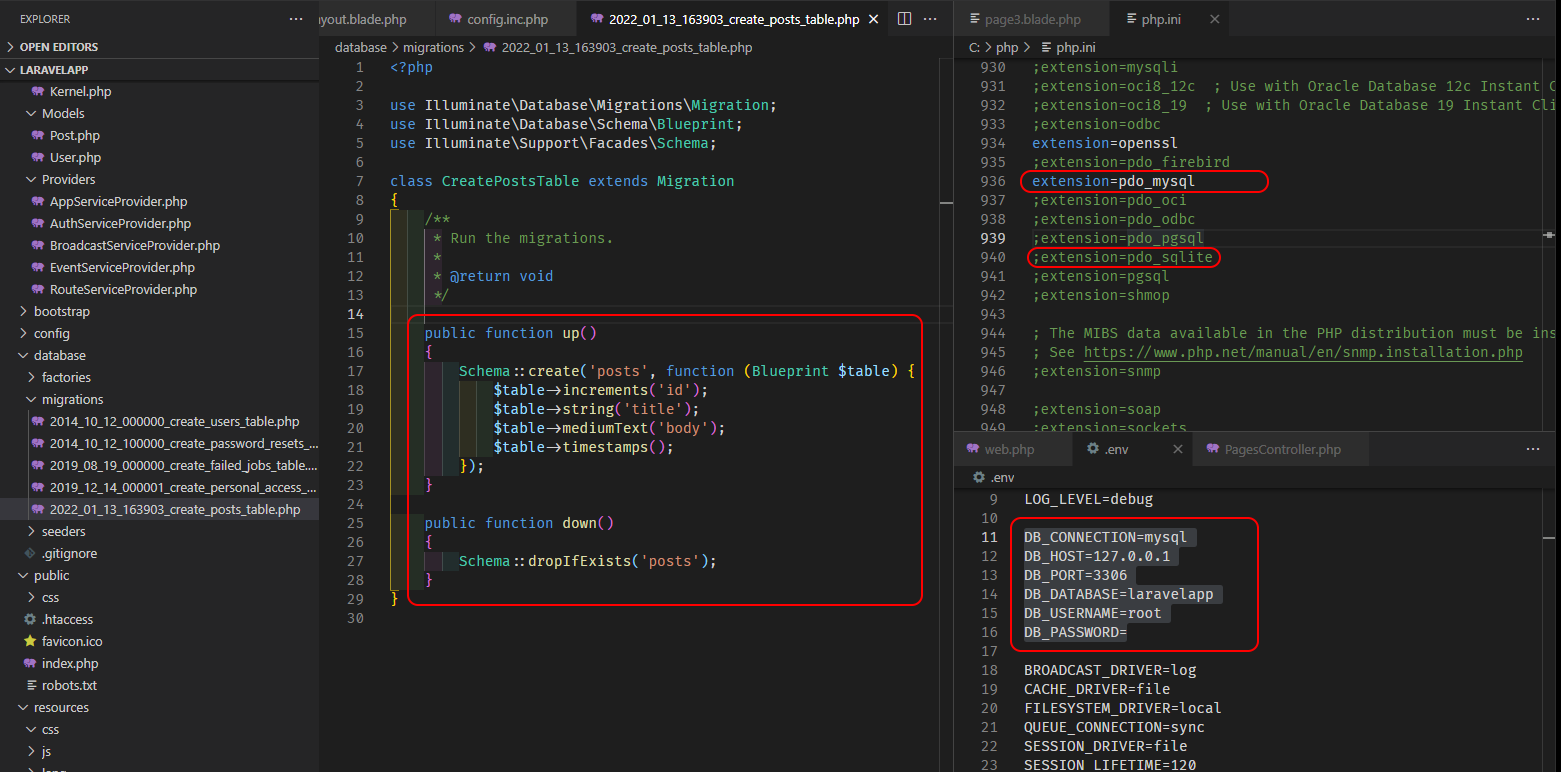 EXPLORER
OPEN EDITORS
LARAVELAPP
Kernel.php
Models
Post.php
User.php
Providers
AppServiceProvider.php
AuthServiceProvider.php
BroadcastServiceProvider.php
EventServiceProvider.php
RouteServiceProvider.php
bootstrap
config
database
factories
migrations
2014_10_12_000000_create_users_table.php
2014_10_12_100000_create_password_resets_...
2019_08_19_000000_create_failed_jobs_table....
2019_12_14_000001_create_personal_access_...
2022_01_13_163903_create_posts_table.php
seeders
.gitignore
public
css
.htaccess
favicon.ico
index.php
robots.txt
resources
css
js
yout.blade.php config.inc.php 2022_01_13_163903_create_posts_table.php
database > migrations > 2022_01_13_163903_create_posts_table.php
1 <?php
2
3 use Illuminate\Database\Migrations\Migration;
4 use Illuminate\Database\Schema\Blueprint;
5 use Illuminate\Support\Facades\Schema;
6
7 class CreatePostsTable extends Migration
8 {
9 /**
10 * Run the migrations.
11 *
12 * @return void
13 */
14
15 public function up()
16 {
17 Schema::create('posts', function (Blueprint $table) {
18 $table->increments('id');
19 $table->string('title');
20 $table->mediumText('body');
21 $table->timestamps();
22 });
23 }
24
25 public function down()
26 {
27 Schema::dropIfExists('posts');
28 }
29 }
30
page3.blade.php php.ini
C: > php > php.ini
930 ;extension=mysqli
931 ;extension=oci8_12c ; Use with Oracle Database 12c Instant C
932 ;extension=oci8_19 ; Use with Oracle Database 19 Instant Cli
933 ;extension=odbc
934 extension=openssl
935 ;extension=pdo_firebird
936 extension=pdo_mysql
937 ;extension=pdo_oci
938 ;extension=pdo_odbc
939 ;extension=pdo_pgsql
940 ;extension=pdo_sqlite
941 ;extension=pgsql
942 ;extension=shmop
943
944 ; The MIBS data available in the PHP distribution must be ins
945 ; See https://www.php.net/manual/en/snmp.installation.php
946 ;extension=snmp
947
948 ;extension=soap
949 ;extension=sockets
web.php .env PagesController.php
.env
9 LOG_LEVEL=debug
10
11 DB_CONNECTION=mysql
12 DB_HOST=127.0.0.1
13 DB_PORT=3306
14 DB_DATABASE=laravelapp
15 DB_USERNAME=root
16 DB_PASSWORD=
17
18 BROADCAST_DRIVER=log
19 CACHE_DRIVER=file
20 FILESYSTEM_DRIVER=local
21 QUEUE_CONNECTION=sync
22 SESSION_DRIVER=file
23 SESSION_LIFETIME=120